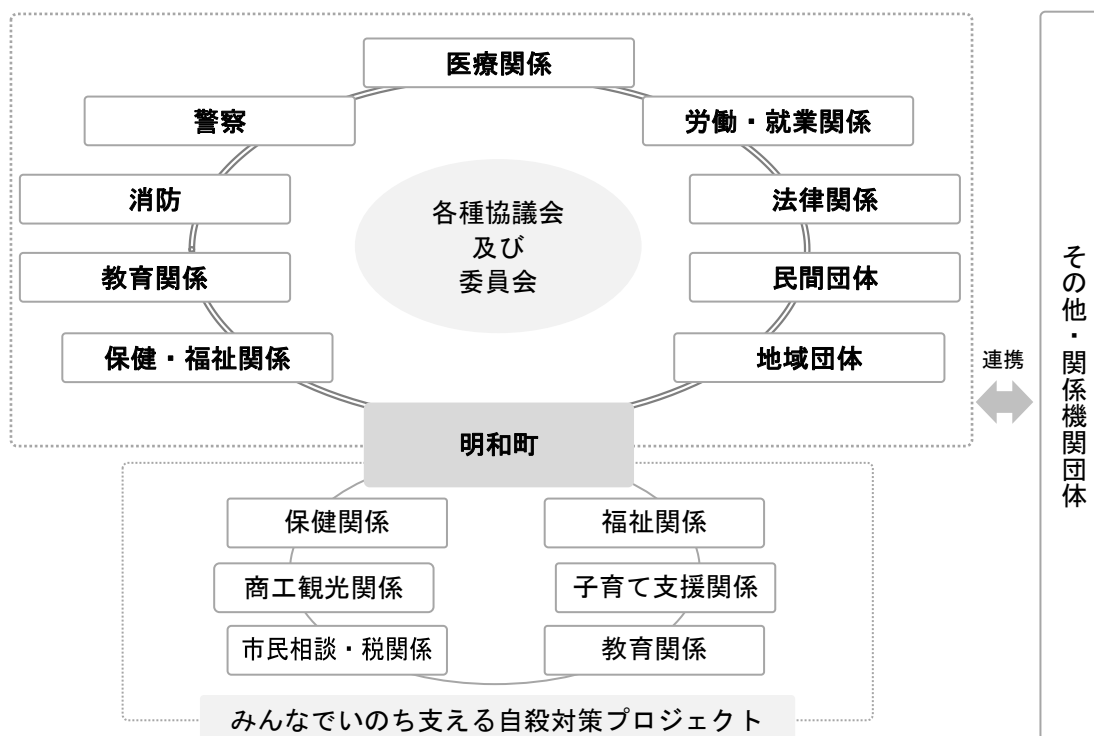 医療関係
警察
労働・就業関係
消防
法律関係
各種協議会
及び
委員会
教育関係
民間団体
保健・福祉関係
地域団体
明和町
連携
その他・関係機関団体
保健関係
福祉関係
商工観光関係
子育て支援関係
市民相談・税関係
教育関係
みんなでいのち支える自殺対策プロジェクト